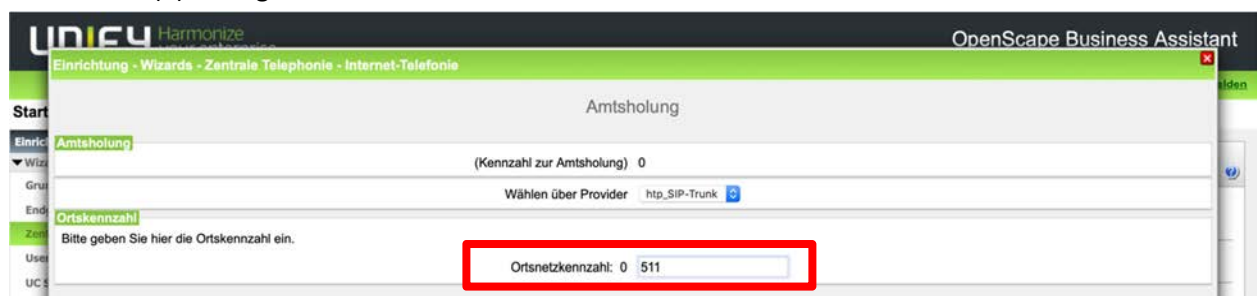 UNIFY Harmonize
OpenScape Business Assistant
Einrichtung - Wizards - Zentrale Telephonie - Internet-Telefonie
Start
Amtsholung
Amtsholung
(Kennzahl zur Amtsholung) 0
Wählen über Provider htp_SIP-Trunk
Ortskennzahl
Bitte geben Sie hier die Ortskennzahl ein.
Ortsnetzkennzahl: 0 511